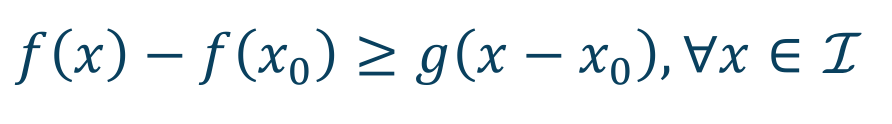 f(x) − f(x₀) ≥ g(x − x₀), ∀x ∈ ℐ